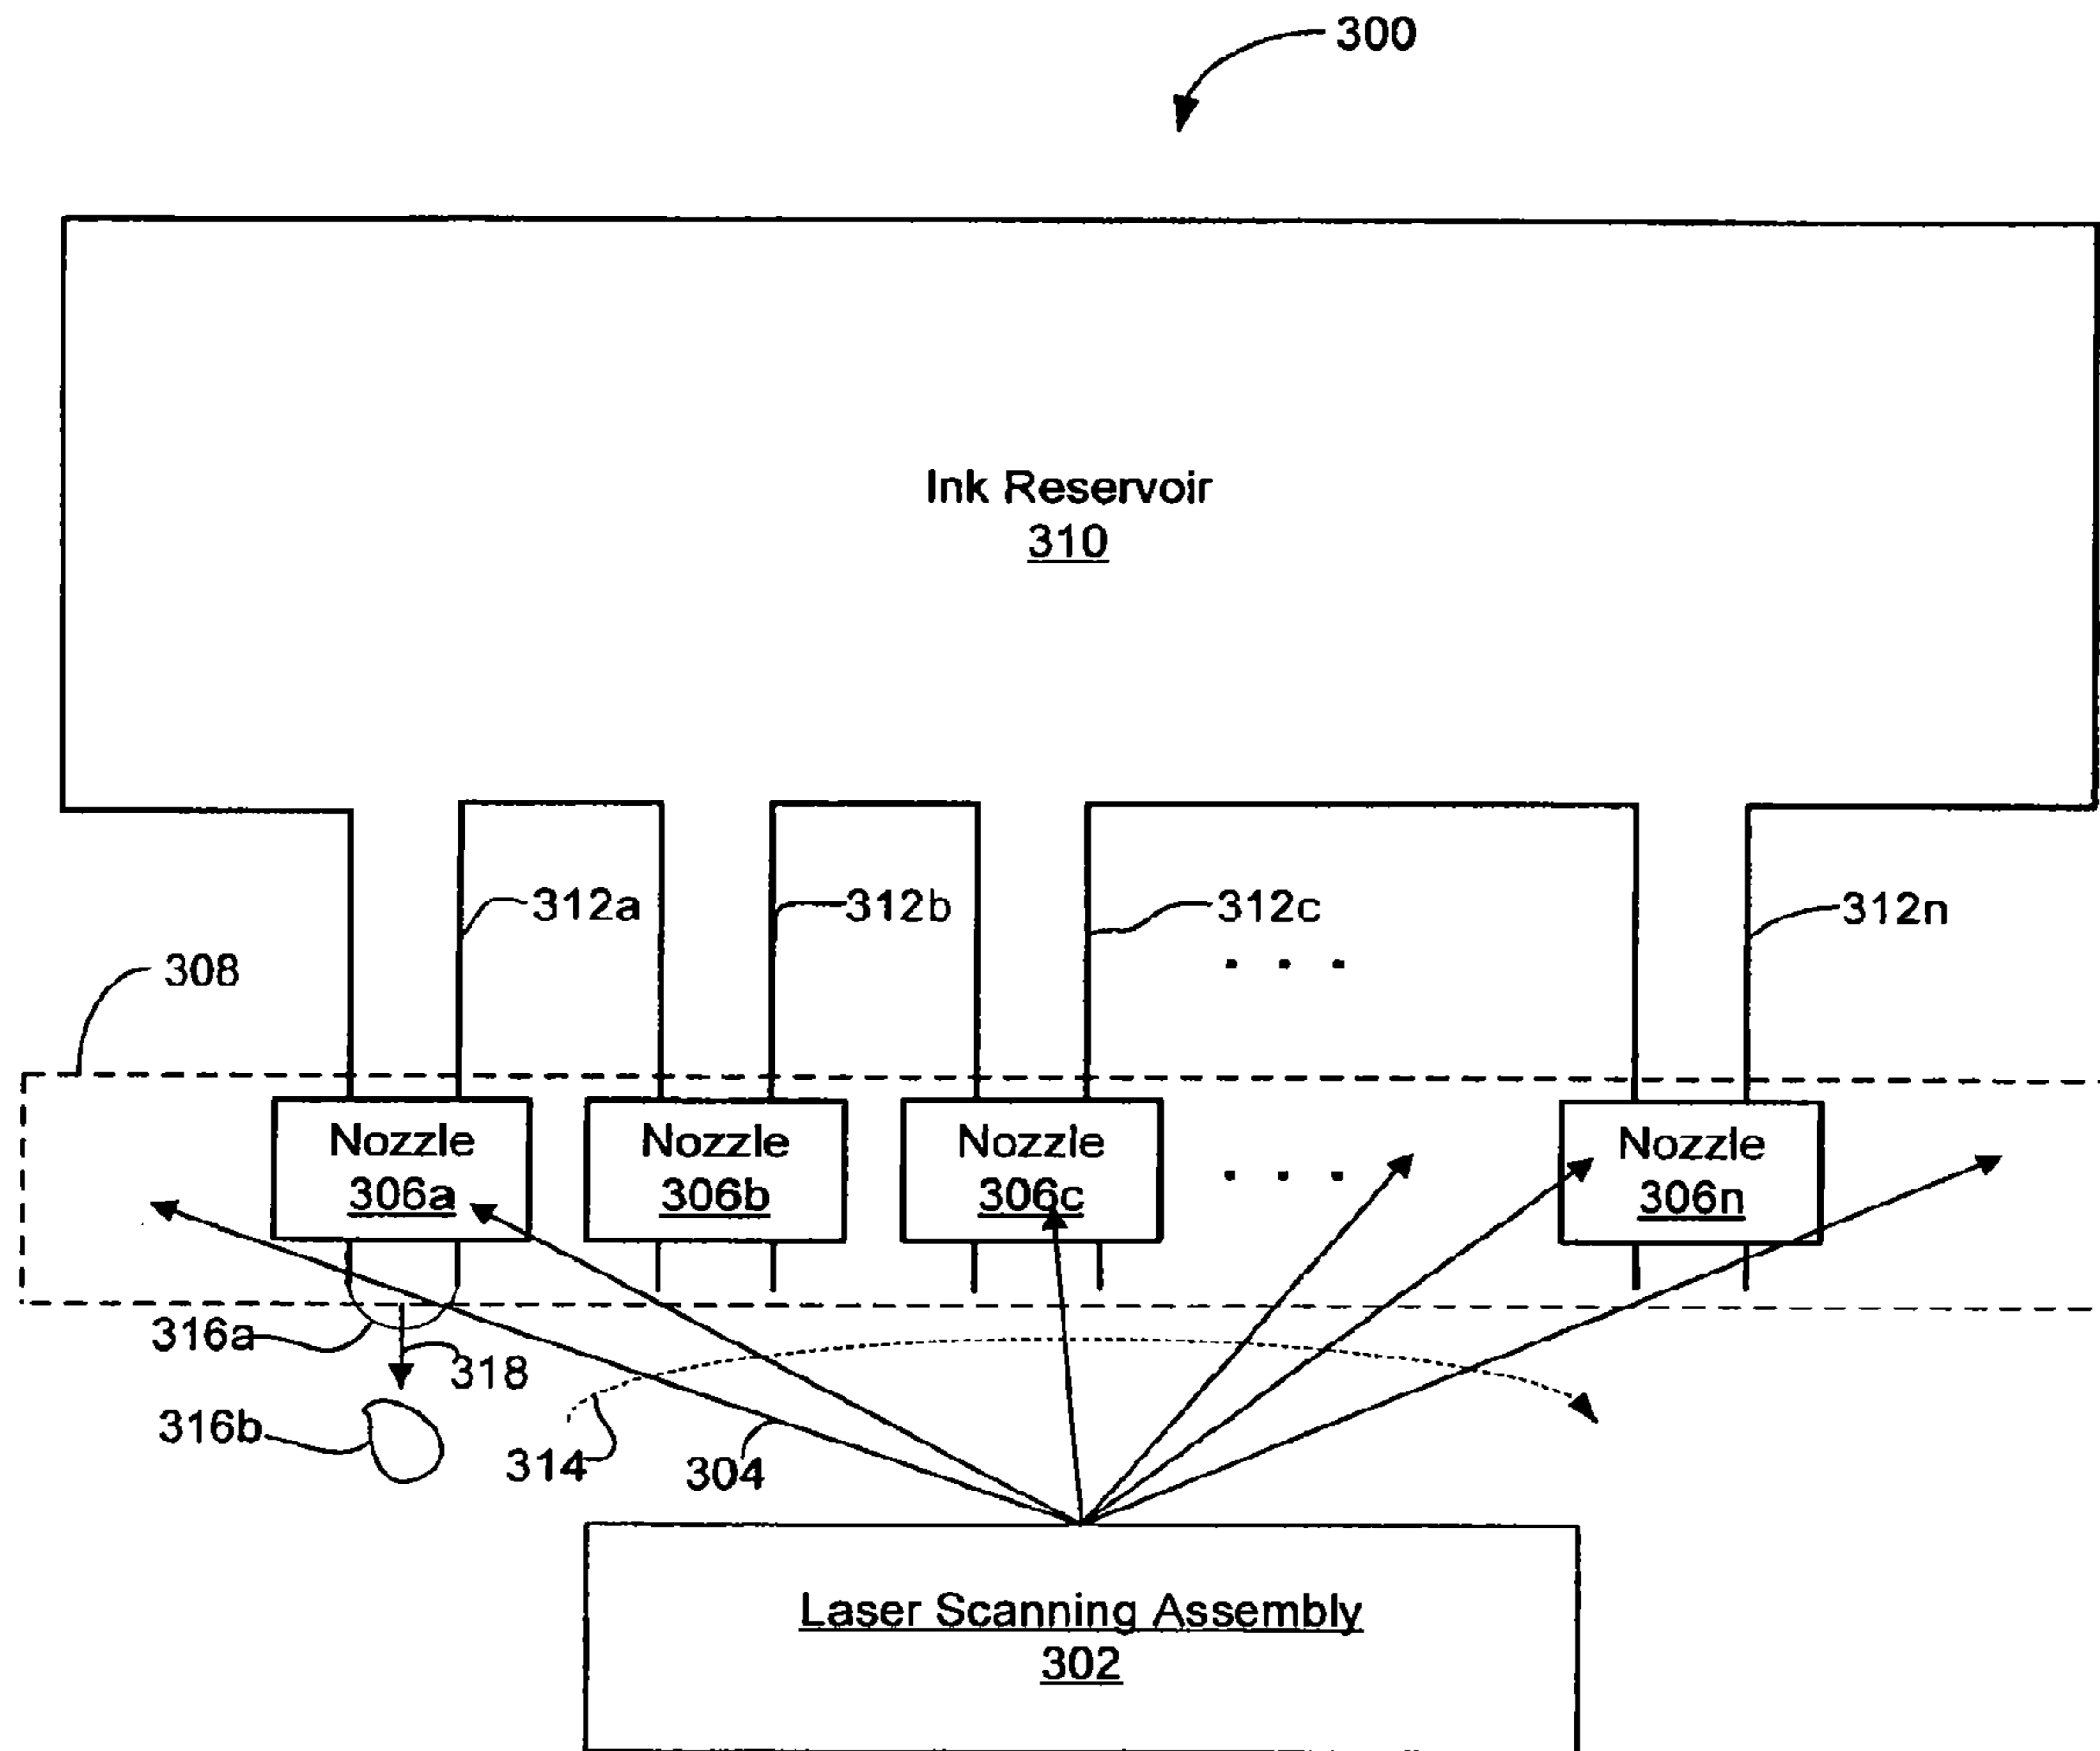 300
Ink Reservoir
310
312a
312b
312c
312n
. . .
308
Nozzle
306a
Nozzle
306b
Nozzle
306c
. . .
Nozzle
306n
316a
318
316b
314
304
Laser Scanning Assembly
302